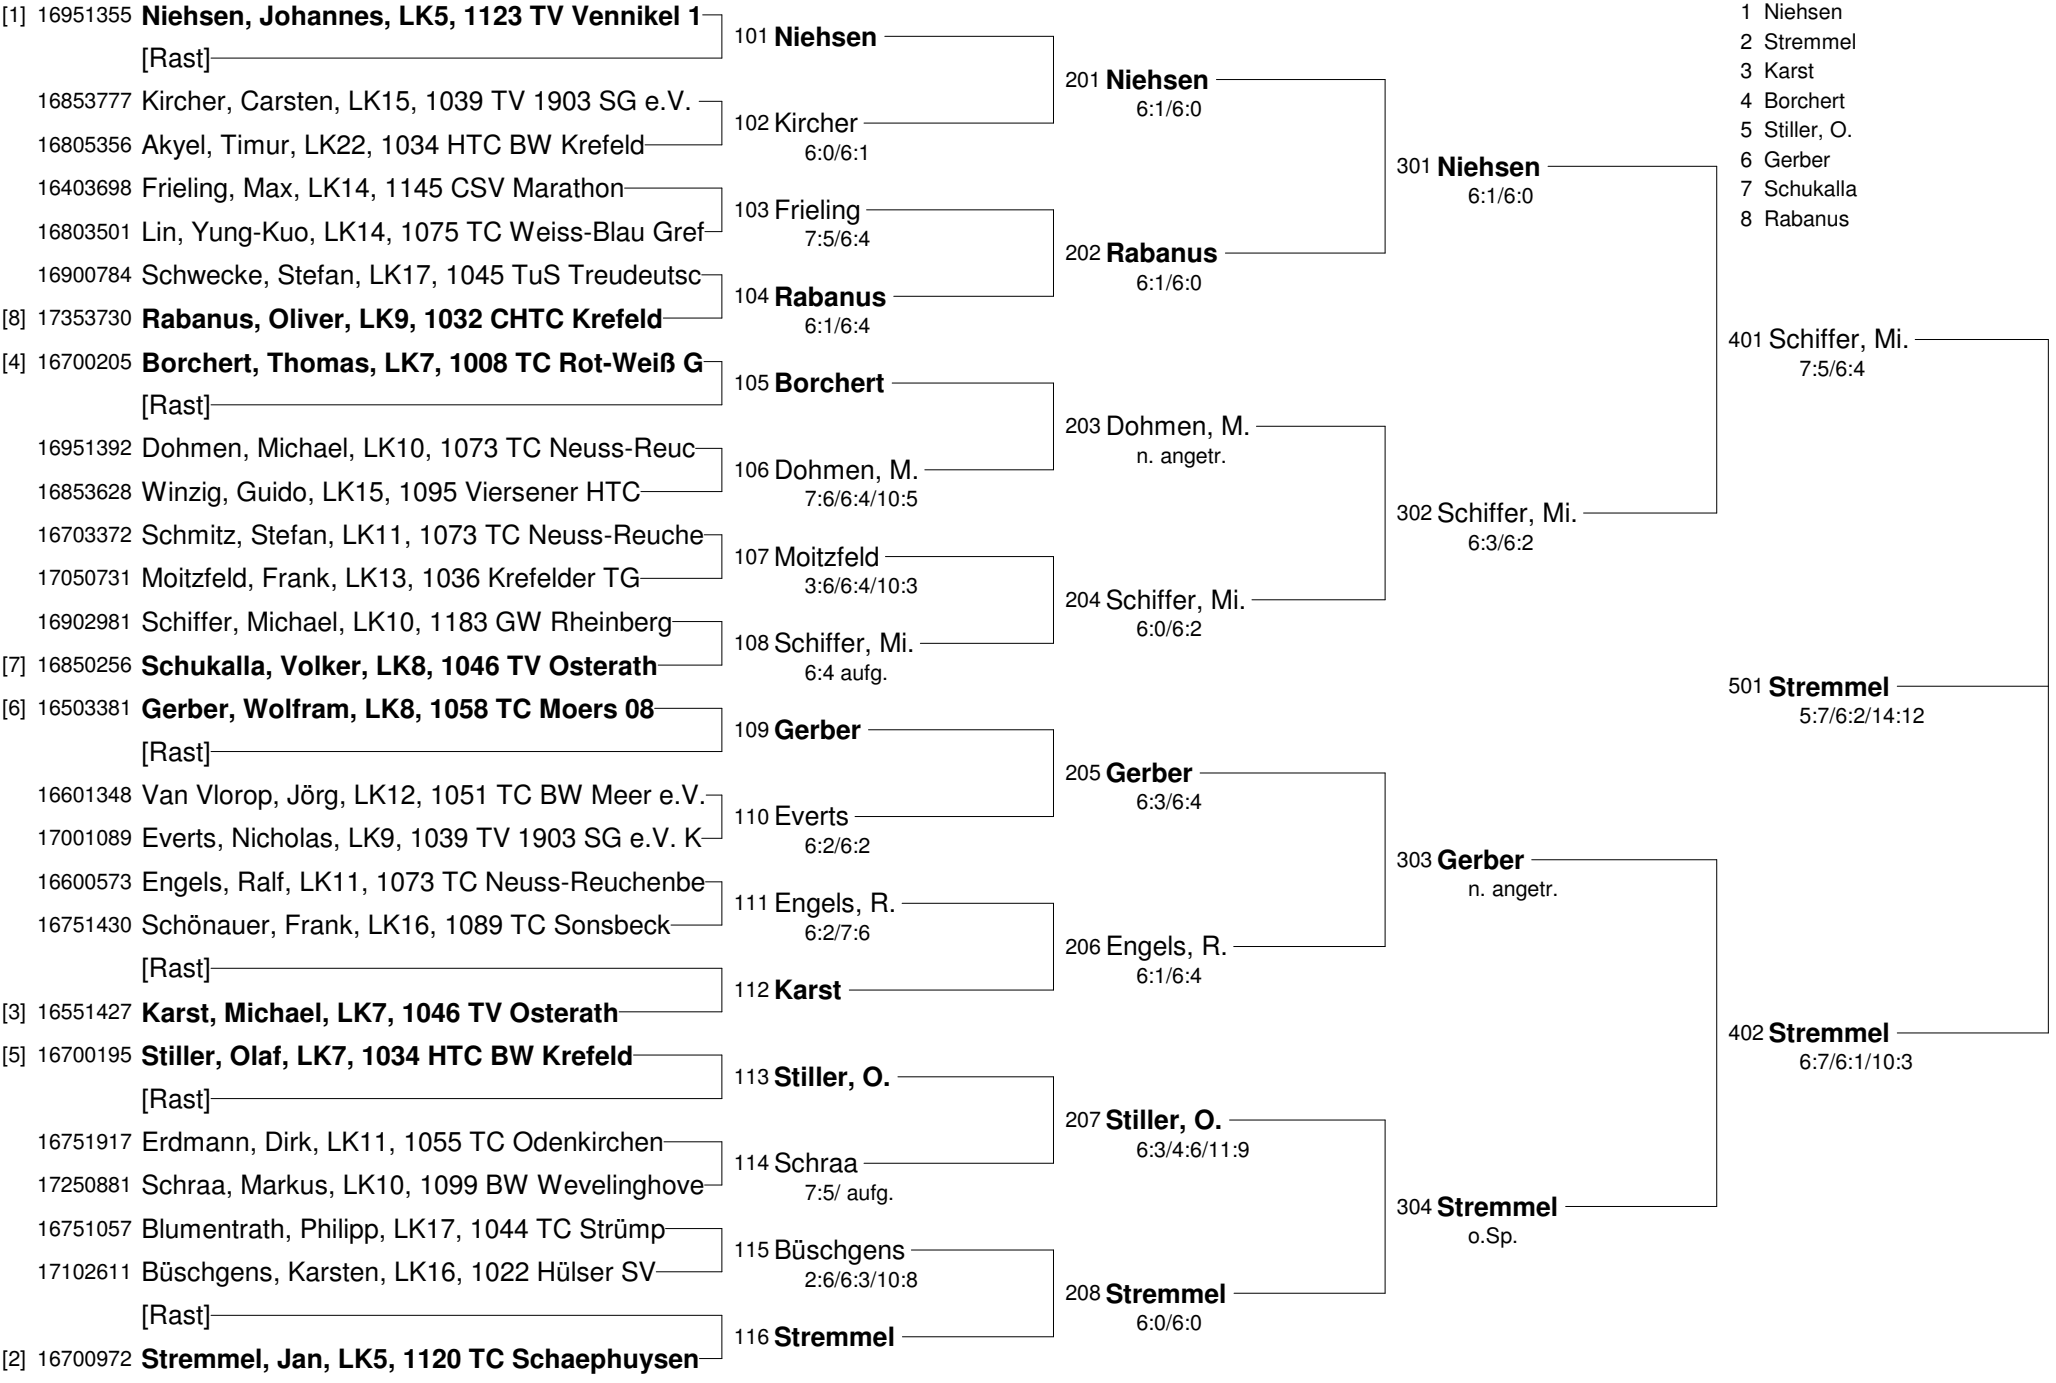 [1] 16951355 Niehsen, Johannes, LK5, 1123 TV Vennikel 1
[Rast]
16853777 Kircher, Carsten, LK15, 1039 TV 1903 SG e.V.
16805356 Akyel, Timur, LK22, 1034 HTC BW Krefeld
16403698 Frieling, Max, LK14, 1145 CSV Marathon
16803501 Lin, Yung-Kuo, LK14, 1075 TC Weiss-Blau Gref
16900784 Schwecke, Stefan, LK17, 1045 TuS Treudeutsc
[8] 17353730 Rabanus, Oliver, LK9, 1032 CHTC Krefeld
[4] 16700205 Borchert, Thomas, LK7, 1008 TC Rot-Weiß G
[Rast]
16951392 Dohmen, Michael, LK10, 1073 TC Neuss-Reuc
16853628 Winzig, Guido, LK15, 1095 Viersener HTC
16703372 Schmitz, Stefan, LK11, 1073 TC Neuss-Reuche
17050731 Moitzfeld, Frank, LK13, 1036 Krefelder TG
16902981 Schiffer, Michael, LK10, 1183 GW Rheinberg
[7] 16850256 Schukalla, Volker, LK8, 1046 TV Osterath
[6] 16503381 Gerber, Wolfram, LK8, 1058 TC Moers 08
[Rast]
16601348 Van Vlorop, Jörg, LK12, 1051 TC BW Meer e.V.
17001089 Everts, Nicholas, LK9, 1039 TV 1903 SG e.V. K
16600573 Engels, Ralf, LK11, 1073 TC Neuss-Reuchenbe
16751430 Schönauer, Frank, LK16, 1089 TC Sonsbeck
[Rast]
[3] 16551427 Karst, Michael, LK7, 1046 TV Osterath
[5] 16700195 Stiller, Olaf, LK7, 1034 HTC BW Krefeld
[Rast]
16751917 Erdmann, Dirk, LK11, 1055 TC Odenkirchen
17250881 Schraa, Markus, LK10, 1099 BW Wevelinghove
16751057 Blumentrath, Philipp, LK17, 1044 TC Strümp
17102611 Büschgens, Karsten, LK16, 1022 Hülser SV
[Rast]
[2] 16700972 Stremmel, Jan, LK5, 1120 TC Schaephuysen
101 Niehsen
102 Kircher
6:0/6:1
103 Frieling
7:5/6:4
104 Rabanus
6:1/6:4
105 Borchert
106 Dohmen, M.
7:6/6:4/10:5
107 Moitzfeld
3:6/6:4/10:3
108 Schiffer, Mi.
6:4 aufg.
109 Gerber
110 Everts
6:2/6:2
111 Engels, R.
6:2/7:6
112 Karst
113 Stiller, O.
114 Schraa
7:5/ aufg.
115 Büschgens
2:6/6:3/10:8
116 Stremmel
201 Niehsen
6:1/6:0
202 Rabanus
6:1/6:0
203 Dohmen, M.
n. angetr.
204 Schiffer, Mi.
6:0/6:2
205 Gerber
6:3/6:4
206 Engels, R.
6:1/6:4
207 Stiller, O.
6:3/4:6/11:9
208 Stremmel
6:0/6:0
301 Niehsen
6:1/6:0
302 Schiffer, Mi.
6:3/6:2
303 Gerber
n. angetr.
304 Stremmel
o.Sp.
1 Niehsen
2 Stremmel
3 Karst
4 Borchert
5 Stiller, O.
6 Gerber
7 Schukalla
8 Rabanus
401 Schiffer, Mi.
7:5/6:4
501 Stremmel
5:7/6:2/14:12
402 Stremmel
6:7/6:1/10:3